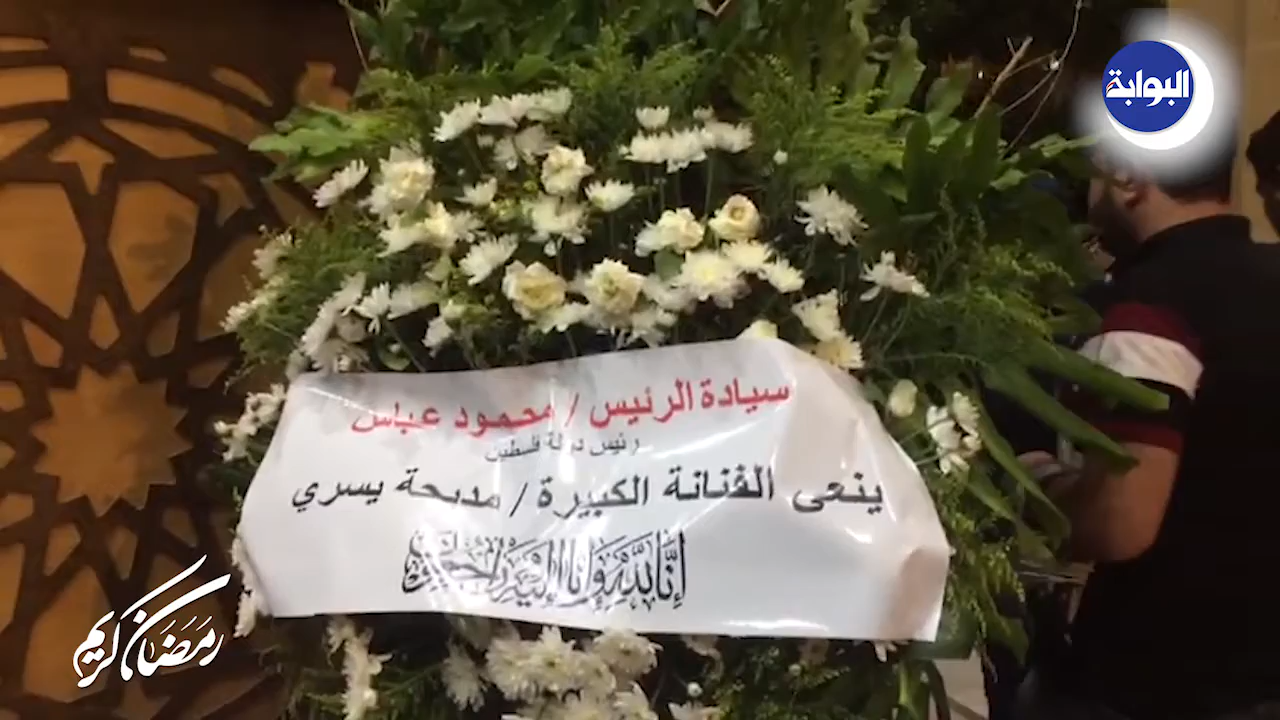 البوابة
سيادة الرئيس / محمود عباس
رئيس دولة فلسطين
ينعى الفنانة الكبيرة / مديحة يسري
إنا لله وإنا إليه راجعون
رمضان كريم